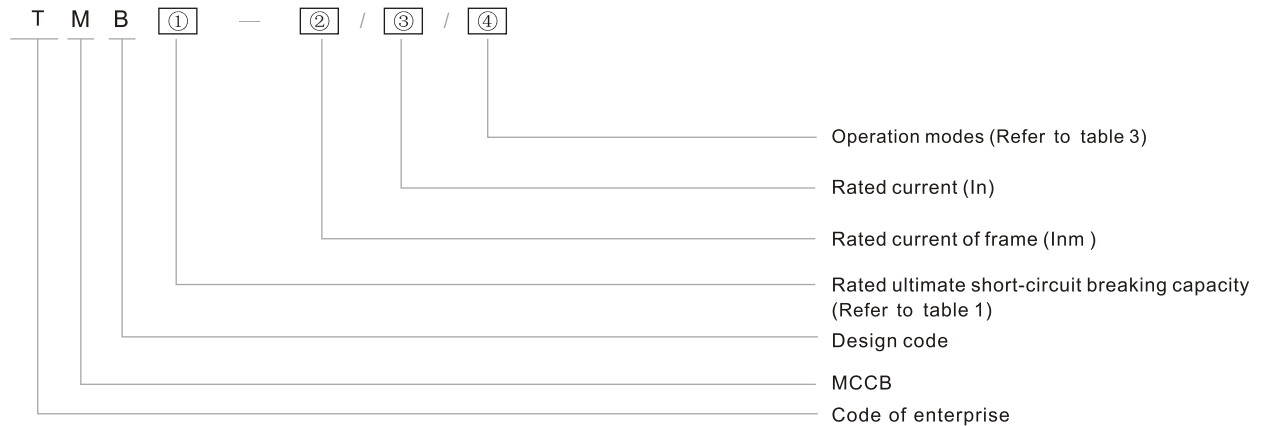 T M B ① — ② / ③ / ④
Operation modes (Refer to table 3)
Rated current (In)
Rated current of frame (Inm )
Rated ultimate short-circuit breaking capacity
(Refer to table 1)
Design code
MCCB
Code of enterprise